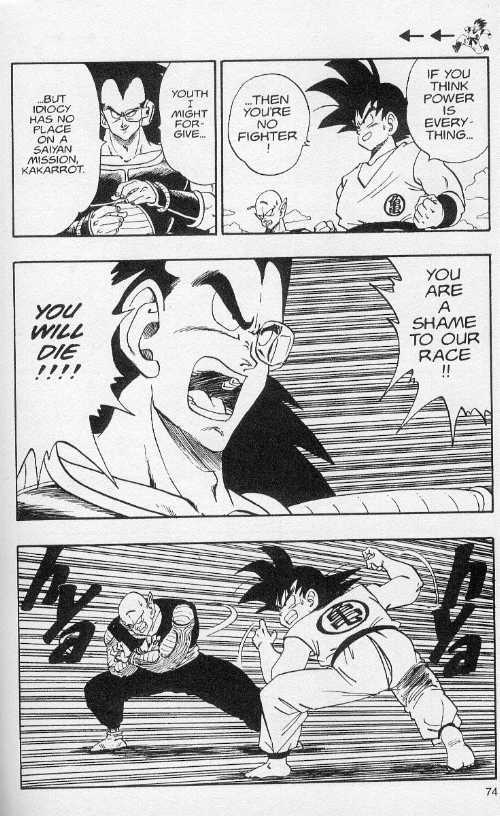 IF YOU
THINK
POWER
IS
EVERY-
THING...
...THEN
YOU'RE
NO
FIGHTER
!
YOUTH
I
MIGHT
FOR-
GIVE...
...BUT
IDIOCY
HAS NO
PLACE
ON A
SAIYAN
MISSION,
KAKARROT.
YOU
ARE
A
SHAME
TO OUR
RACE
!!
YOU
WILL
DIE
!!!!
hya
hya
74